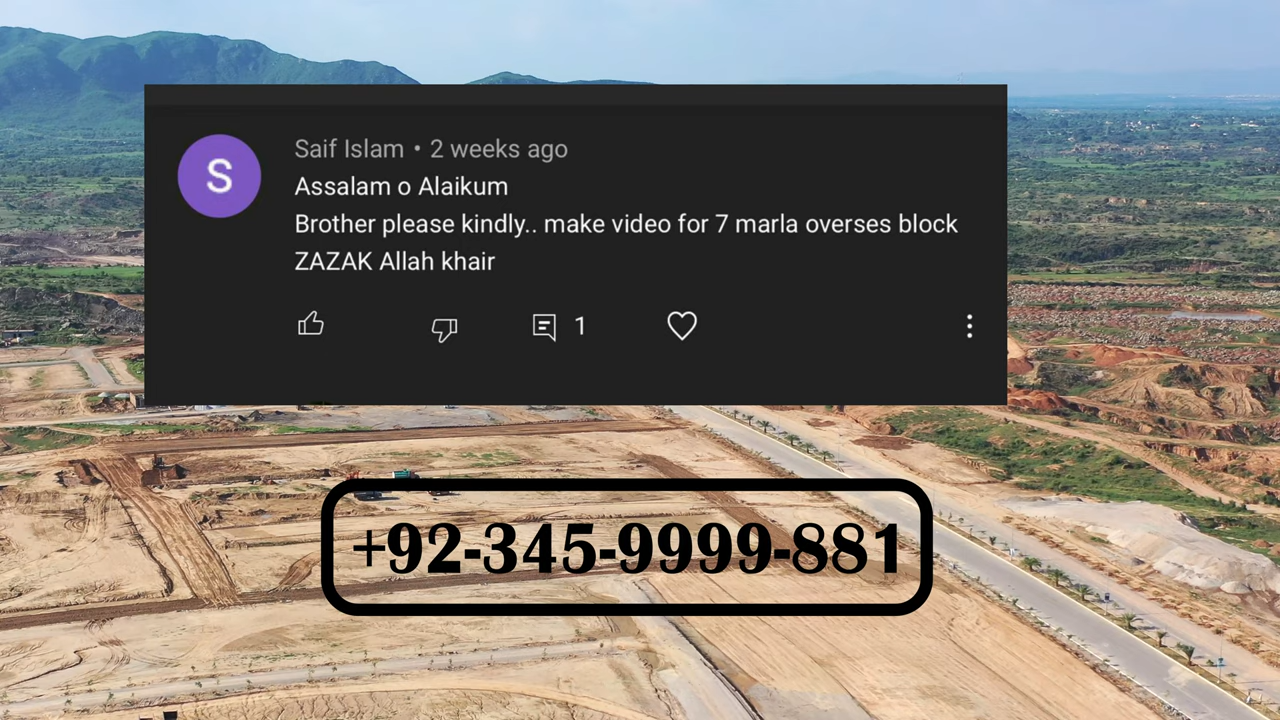 S
Saif Islam • 2 weeks ago
Assalam o Alaikum
Brother please kindly.. make video for 7 marla overses block
ZAZAK Allah khair
1
+92-345-9999-881